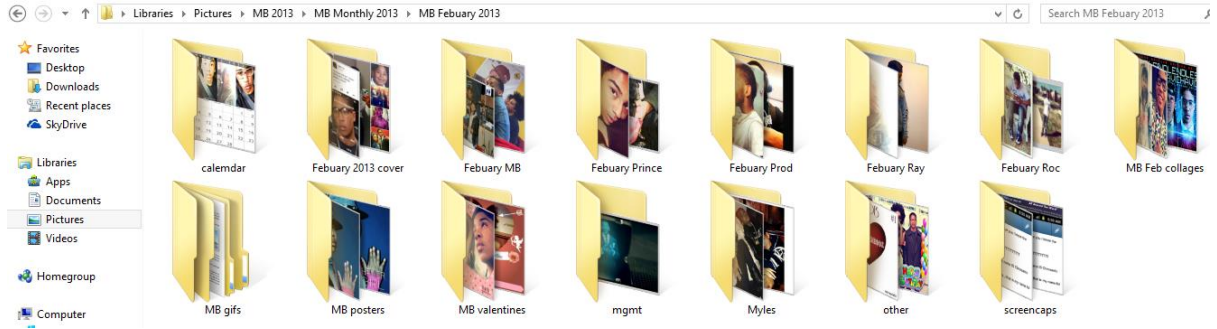 Libraries ▸ Pictures ▸ MB 2013 ▸ MB Monthly 2013 ▸ MB Febuary 2013
Search MB Febuary 2013
Favorites
Desktop
Downloads
Recent places
SkyDrive
Libraries
Apps
Documents
Pictures
Videos
Homegroup
Computer
calemdar
Febuary 2013 cover
Febuary MB
Febuary Prince
Febuary Prod
Febuary Ray
Febuary Roc
MB Feb collages
MB gifs
MB posters
MB valentines
mgmt
Myles
other
screencaps